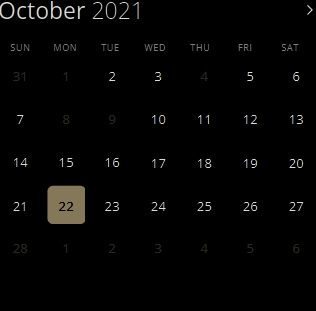 October 2021
SUN MON TUE WED THU FRI SAT
31 1 2 3 4 5 6
7 8 9 10 11 12 13
14 15 16 17 18 19 20
21 22 23 24 25 26 27
28 1 2 3 4 5 6